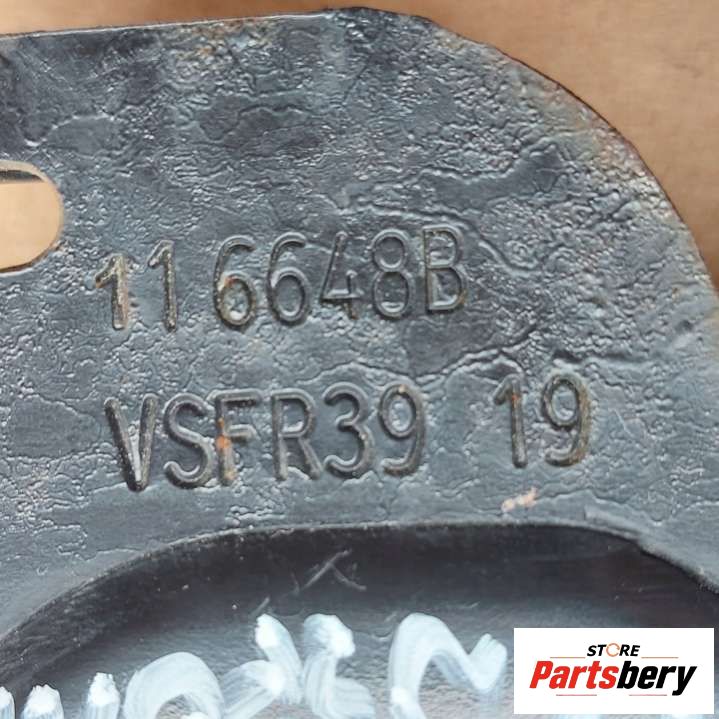 11 6648B
VSFR39 19
STORE
Partsbery